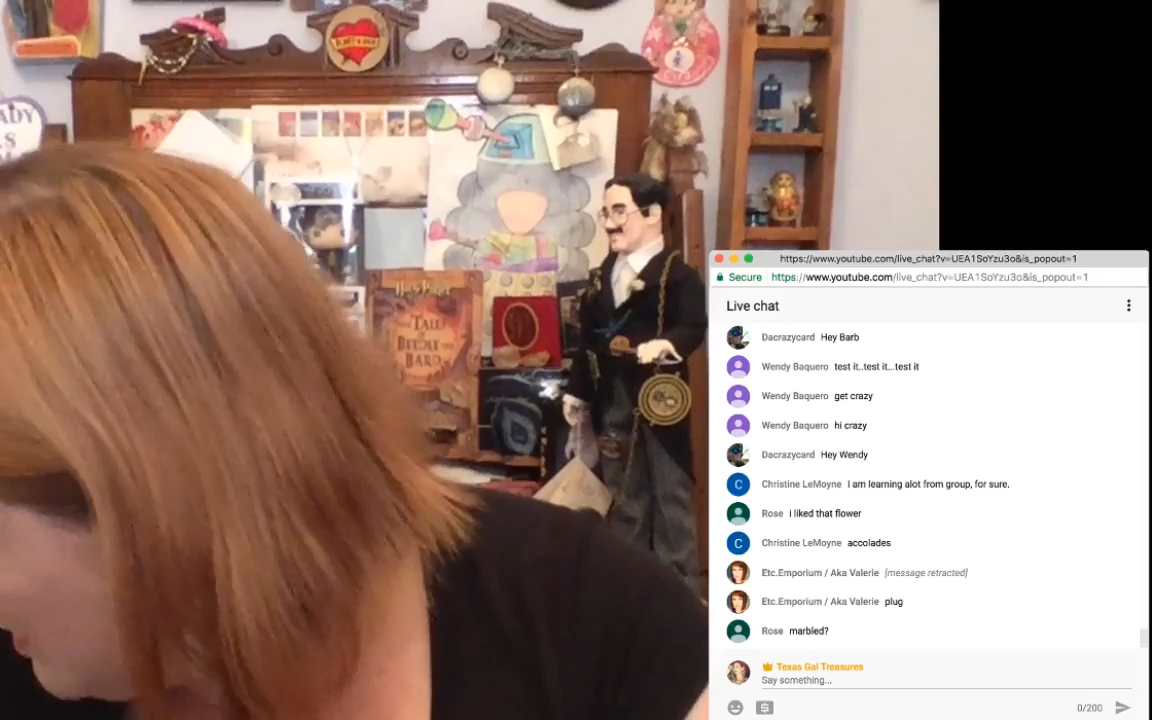 ADY
S
Harry Potter
THE
TALES
OF
BEEDLE THE
BARD
https://www.youtube.com/live_chat?v=UEA1SoYzu3o&is_popout=1
Secure https://www.youtube.com/live_chat?v=UEA1SoYzu3o&is_popout=1
Live chat
Dacrazycard Hey Barb
Wendy Baquero test it..test it...test it
Wendy Baquero get crazy
Wendy Baquero hi crazy
Dacrazycard Hey Wendy
C Christine LeMoyne I am learning alot from group, for sure.
Rose i liked that flower
C Christine LeMoyne accolades
Etc.Emporium / Aka Valerie [message retracted]
Etc.Emporium / Aka Valerie plug
Rose marbled?
Texas Gal Treasures
Say something...
0/200